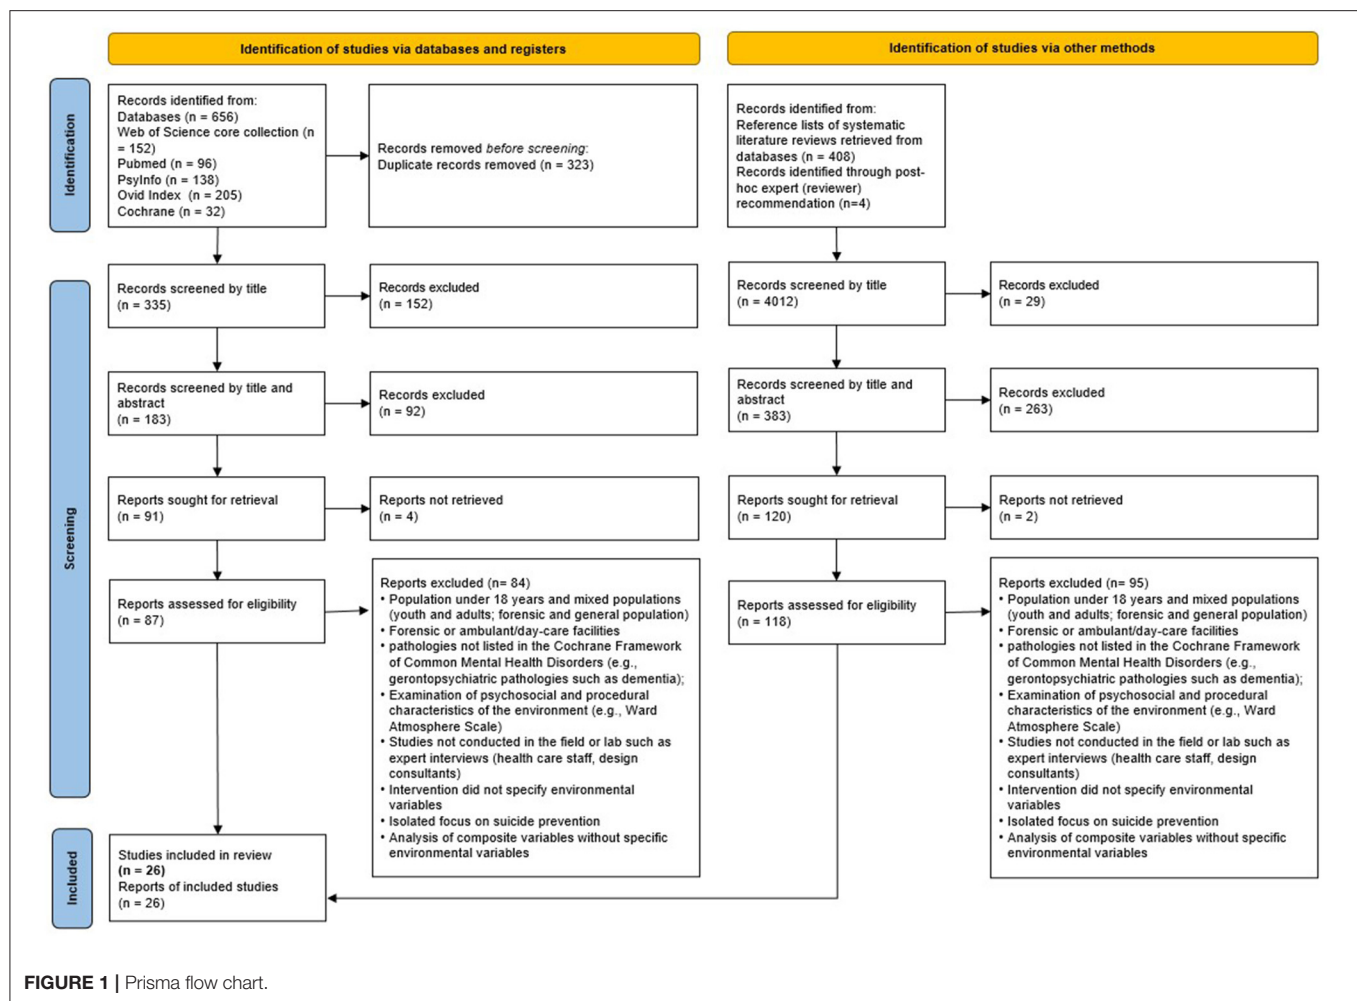 Identification of studies via databases and registers
Identification of studies via other methods
Identification
Records identified from:
Databases (n = 656)
Web of Science core collection (n
= 152)
Pubmed (n = 96)
PsyInfo (n = 138)
Ovid Index (n = 205)
Cochrane (n = 32)
Records removed before screening:
Duplicate records removed (n = 323)
Records identified from:
Reference lists of systematic
literature reviews retrieved from
databases (n = 408)
Records identified through post-
hoc expert (reviewer)
recommendation (n=4)
Screening
Records screened by title
(n = 335)
Records excluded
(n = 152)
Records screened by title
(n = 4012)
Records excluded
(n = 29)
Records screened by title and
abstract
(n = 183)
Records excluded
(n = 92)
Records screened by title and
abstract
(n = 383)
Records excluded
(n = 263)
Reports sought for retrieval
(n = 91)
Reports not retrieved
(n = 4)
Reports sought for retrieval
(n = 120)
Reports not retrieved
(n = 2)
Reports assessed for eligibility
(n = 87)
Reports excluded (n= 84)
• Population under 18 years and mixed populations
(youth and adults; forensic and general population)
• Forensic or ambulant/day-care facilities
• pathologies not listed in the Cochrane Framework
of Common Mental Health Disorders (e.g.,
gerontopsychiatric pathologies such as dementia);
• Examination of psychosocial and procedural
characteristics of the environment (e.g., Ward
Atmosphere Scale)
• Studies not conducted in the field or lab such as
expert interviews (health care staff, design
consultants)
• Intervention did not specify environmental
variables
• Isolated focus on suicide prevention
• Analysis of composite variables without specific
environmental variables
Reports assessed for eligibility
(n = 118)
Reports excluded (n= 95)
• Population under 18 years and mixed populations
(youth and adults; forensic and general population)
• Forensic or ambulant/day-care facilities
• pathologies not listed in the Cochrane Framework
of Common Mental Health Disorders (e.g.,
gerontopsychiatric pathologies such as dementia);
• Examination of psychosocial and procedural
characteristics of the environment (e.g., Ward
Atmosphere Scale)
• Studies not conducted in the field or lab such as
expert interviews (health care staff, design
consultants)
• Intervention did not specify environmental
variables
• Isolated focus on suicide prevention
• Analysis of composite variables without specific
environmental variables
Included
Studies included in review
(n = 26)
Reports of included studies
(n = 26)
FIGURE 1 | Prisma flow chart.